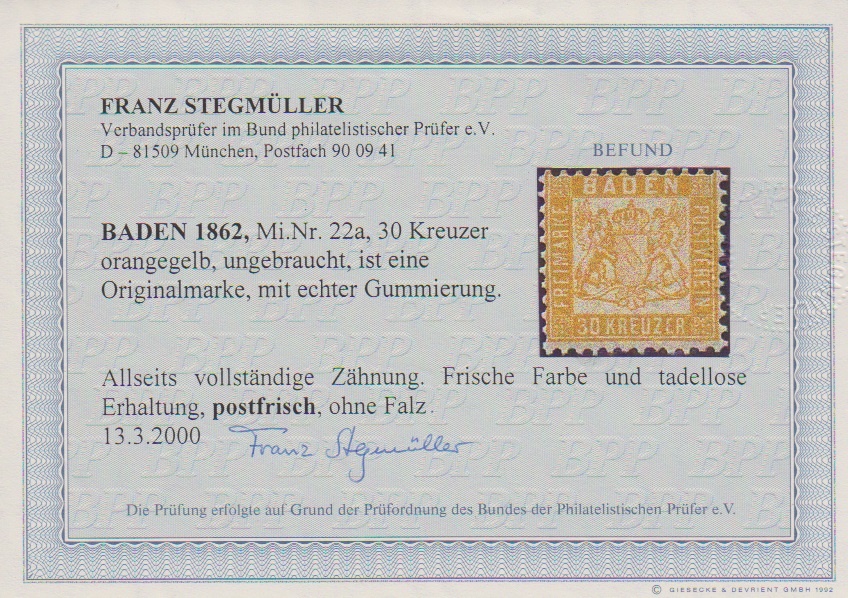 FRANZ STEGMÜLLER
Verbandsprüfer im Bund philatelistischer Prüfer e.V.
D – 81509 München, Postfach 90 09 41
BEFUND
BADEN
FREIMARKE
POSTVEREIN
30 KREUZER
BADEN 1862, Mi.Nr. 22a, 30 Kreuzer
orangegelb, ungebraucht, ist eine
Originalmarke, mit echter Gummierung.
Allseits vollständige Zähnung. Frische Farbe und tadellose
Erhaltung, postfrisch, ohne Falz.
13.3.2000 Franz Stegmüller
Die Prüfung erfolgte auf Grund der Prüfordnung des Bundes der Philatelistischen Prüfer e.V.
© GIESECKE & DEVRIENT GMBH 1992
BPP